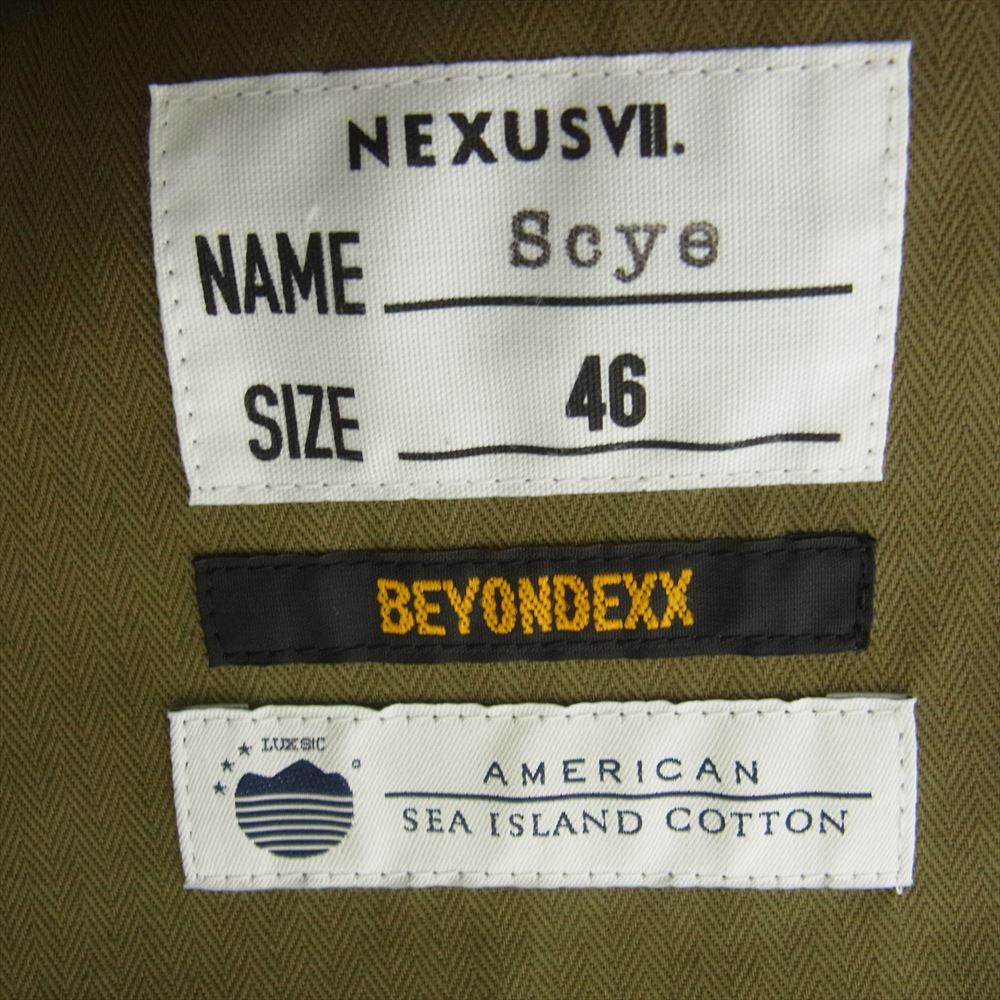 NEXUSVII.
NAME Scye
SIZE 46
BEYONDEXX
LUXSIC
AMERICAN
SEA ISLAND COTTON